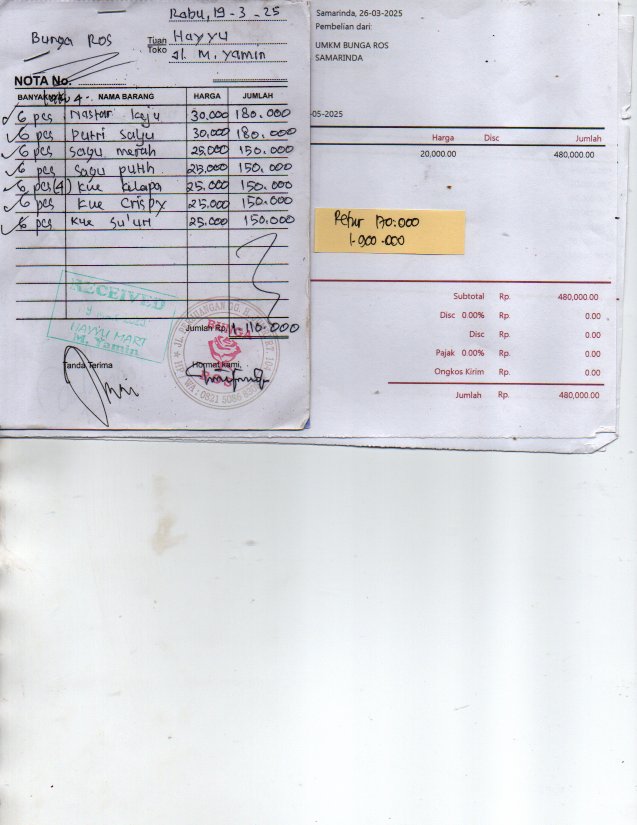 Rabu, 19-3-25
Bunga Ros
Tuan Hayyu
Toko Jl. M. Yamin
NOTA No.
BANYAKNYA NAMA BARANG HARGA JUMLAH
6 pcs Nastar keju 30.000 180.000
6 pcs Putri salju 30.000 180.000
6 pcs sagu merah 25.000 150.000
6 pcs sagu putih 25.000 150.000
6 pcs (4) kue kelapa 25.000 150.000
6 pcs kue crispy 25.000 150.000
6 pcs kue su'un 25.000 150.000
Jumlah Rp. 1.110.000
RECEIVED
HAYYU MART
M. Yamin
BUNGA
Tanda Terima
Hormat kami,
Samarinda, 26-03-2025
Pembelian dari:
UMKM BUNGA ROS
SAMARINDA
-05-2025
Harga Disc Jumlah
20,000.00 480,000.00
Retur 170.000
1.900.000
Subtotal Rp. 480,000.00
Disc 0.00% Rp. 0.00
Disc Rp. 0.00
Pajak 0.00% Rp. 0.00
Ongkos Kirim Rp. 0.00
Jumlah Rp. 480,000.00